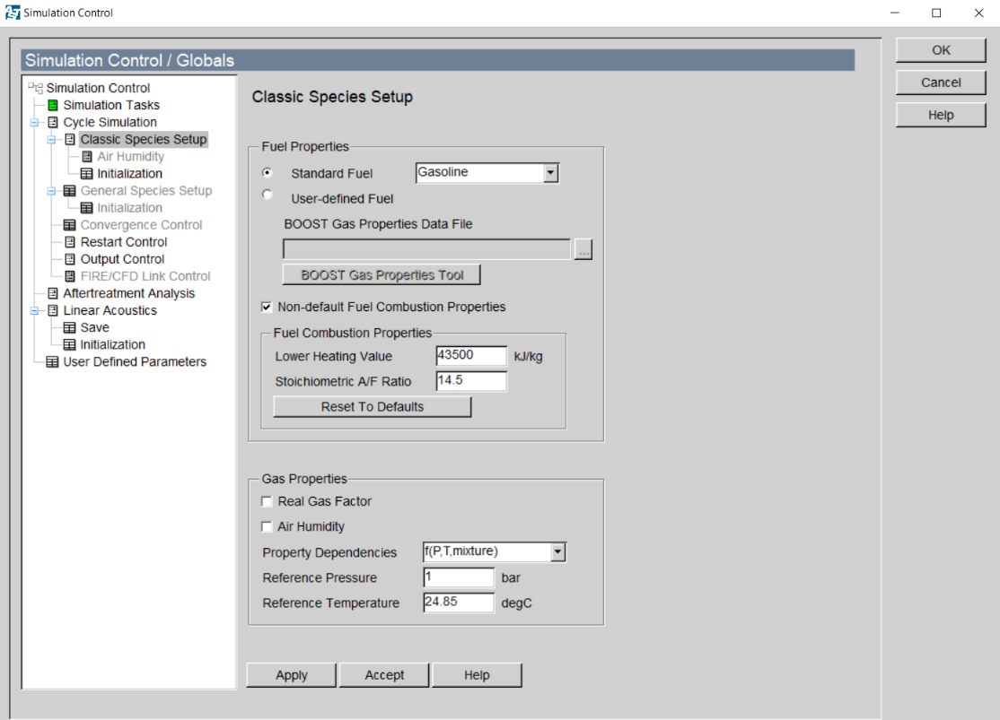 Simulation Control
OK
Simulation Control / Globals
Cancel
Help
Simulation Control
Simulation Tasks
Cycle Simulation
Classic Species Setup
Air Humidity
Initialization
General Species Setup
Initialization
Convergence Control
Restart Control
Output Control
FIRE/CFD Link Control
Aftertreatment Analysis
Linear Acoustics
Save
Initialization
User Defined Parameters
Classic Species Setup
Fuel Properties
Standard Fuel Gasoline
User-defined Fuel
BOOST Gas Properties Data File
...
BOOST Gas Properties Tool
Non-default Fuel Combustion Properties
Fuel Combustion Properties
Lower Heating Value 43500 kJ/kg
Stoichiometric A/F Ratio 14.5
Reset To Defaults
Gas Properties
Real Gas Factor
Air Humidity
Property Dependencies f(P,T,mixture)
Reference Pressure 1 bar
Reference Temperature 24.85 degC
Apply Accept Help